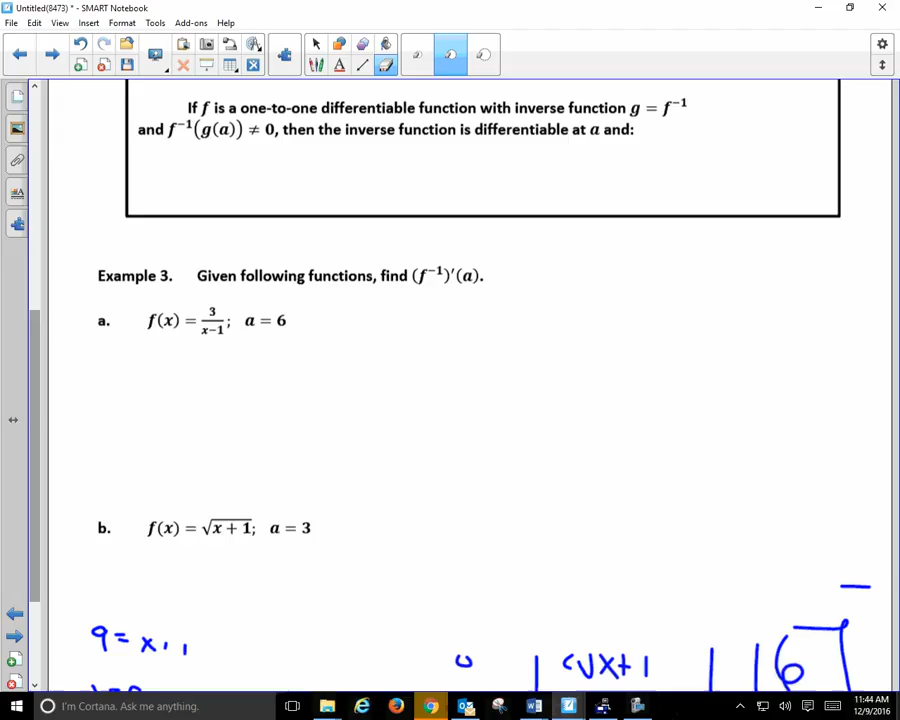 Untitled(8473) * - SMART Notebook
File Edit View Insert Format Tools Add-ons Help
If f is a one-to-one differentiable function with inverse function g = f⁻¹
and f⁻¹(g(a)) ≠ 0, then the inverse function is differentiable at a and:
Example 3. Given following functions, find (f⁻¹)′(a).
a. f(x) = 3/(x−1); a = 6
b. f(x) = √(x + 1); a = 3
9 = x+1
√x+1
6
I'm Cortana. Ask me anything.
11:44 AM
12/9/2016